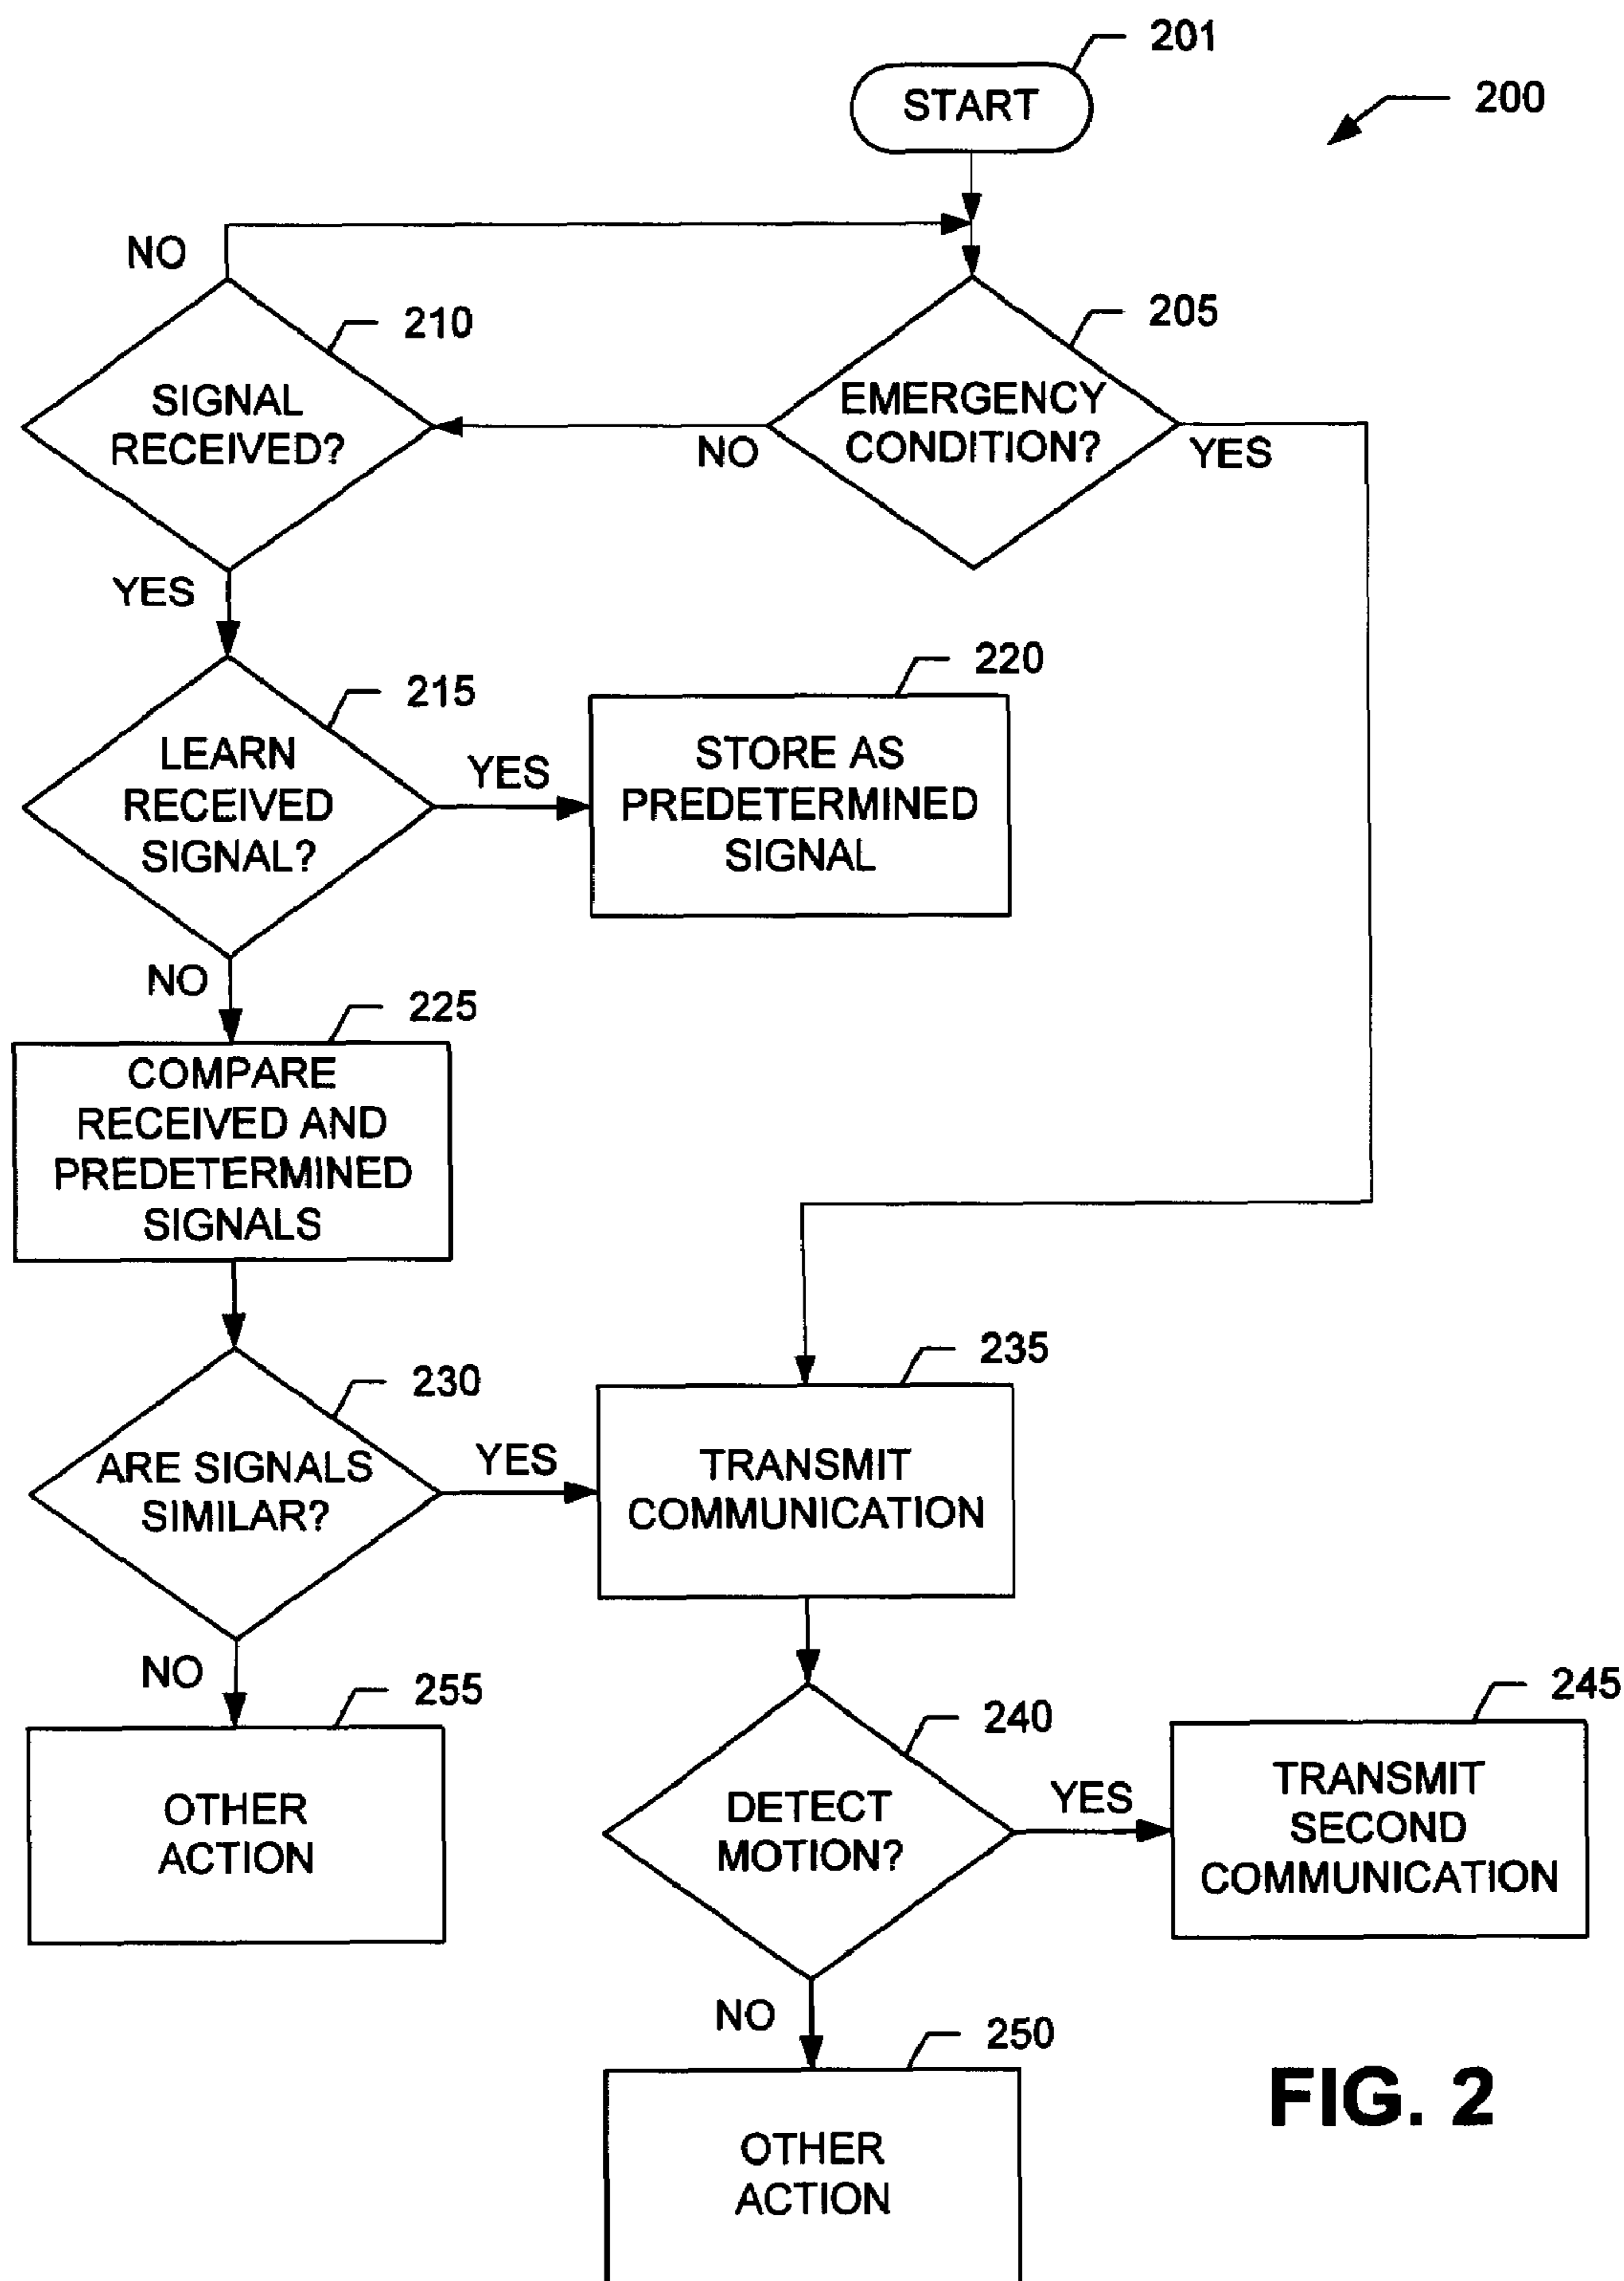 201
START
200
NO
210
205
SIGNAL
RECEIVED?
EMERGENCY
CONDITION?
NO
YES
YES
215
220
LEARN
RECEIVED
SIGNAL?
YES
STORE AS
PREDETERMINED
SIGNAL
NO
225
COMPARE
RECEIVED AND
PREDETERMINED
SIGNALS
230
235
ARE SIGNALS
SIMILAR?
YES
TRANSMIT
COMMUNICATION
NO
255
240
245
OTHER
ACTION
DETECT
MOTION?
YES
TRANSMIT
SECOND
COMMUNICATION
NO
250
OTHER
ACTION
FIG. 2